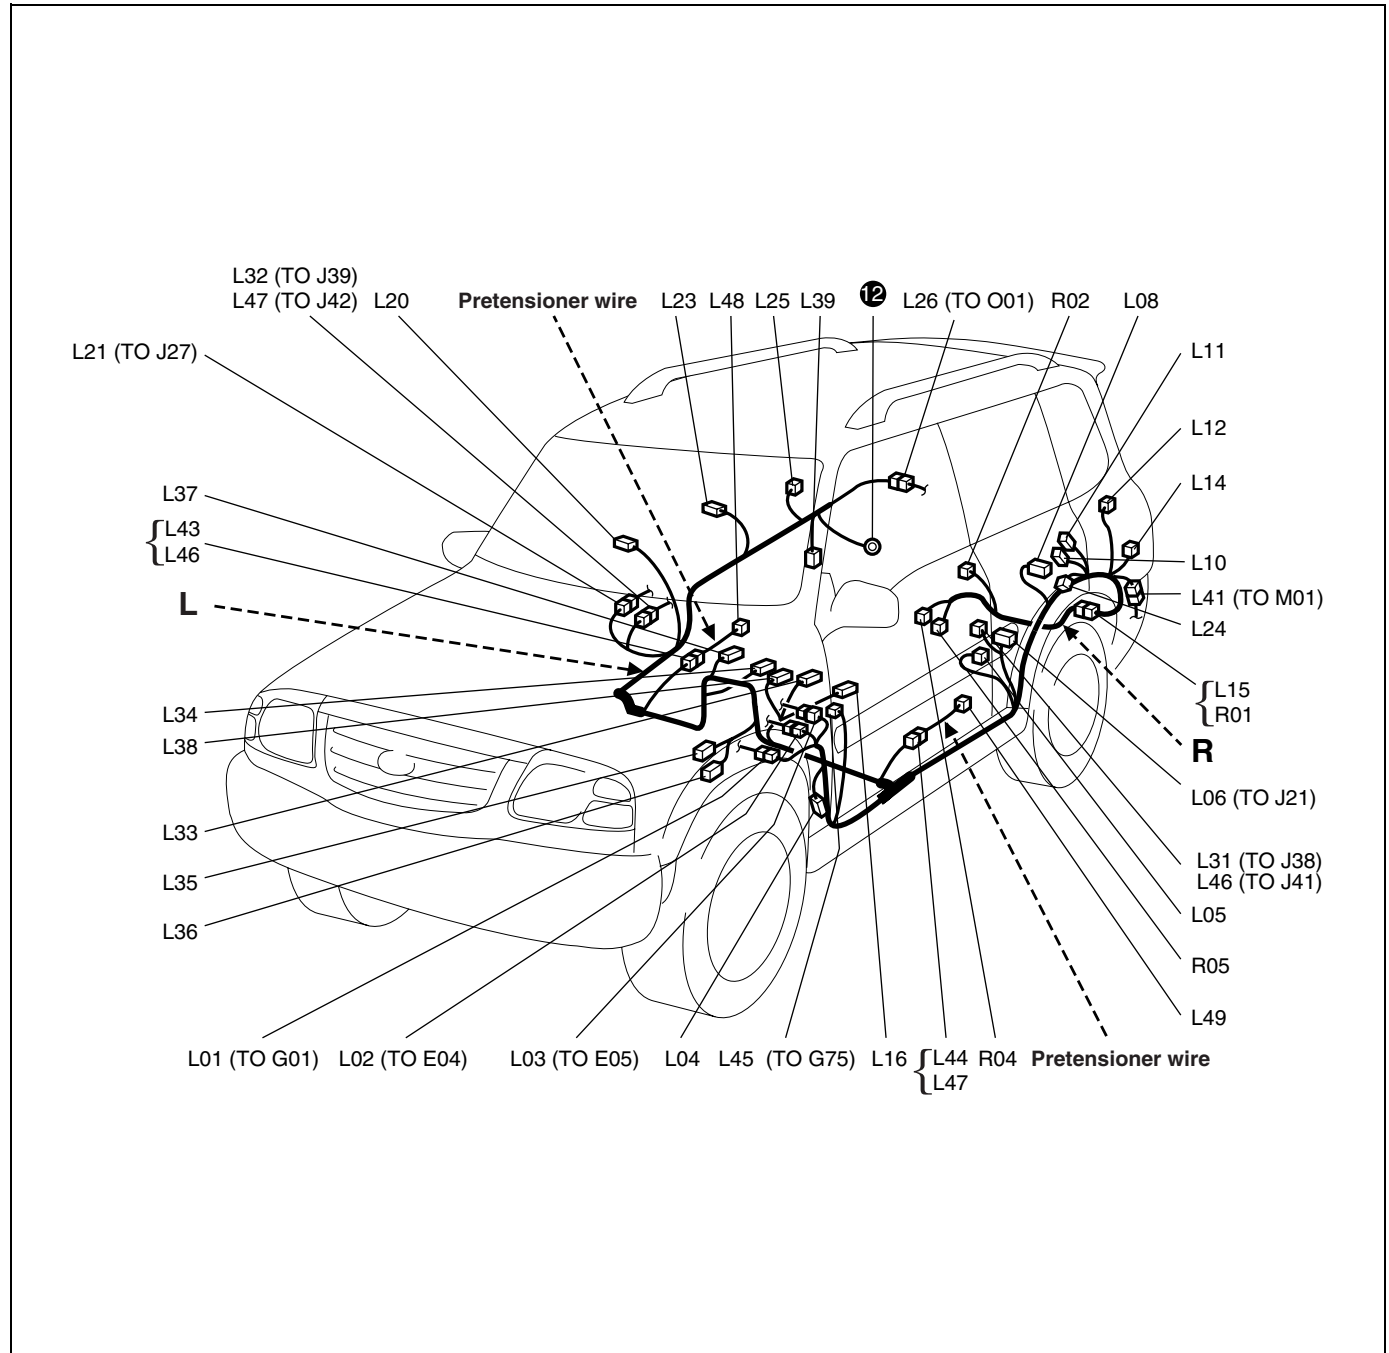 L32 (TO J39)
L47 (TO J42) L20 Pretensioner wire L23 L48 L25 L39 12 L26 (TO O01) R02 L08
L21 (TO J27)
L11
L12
L37
L14
L43
L46
L10
L
L41 (TO M01)
L24
L34
L15
R01
L38
R
L06 (TO J21)
L33
L31 (TO J38)
L46 (TO J41)
L35
L05
L36
R05
L49
L01 (TO G01) L02 (TO E04) L03 (TO E05) L04 L45 (TO G75) L16 L44 R04 Pretensioner wire
L47